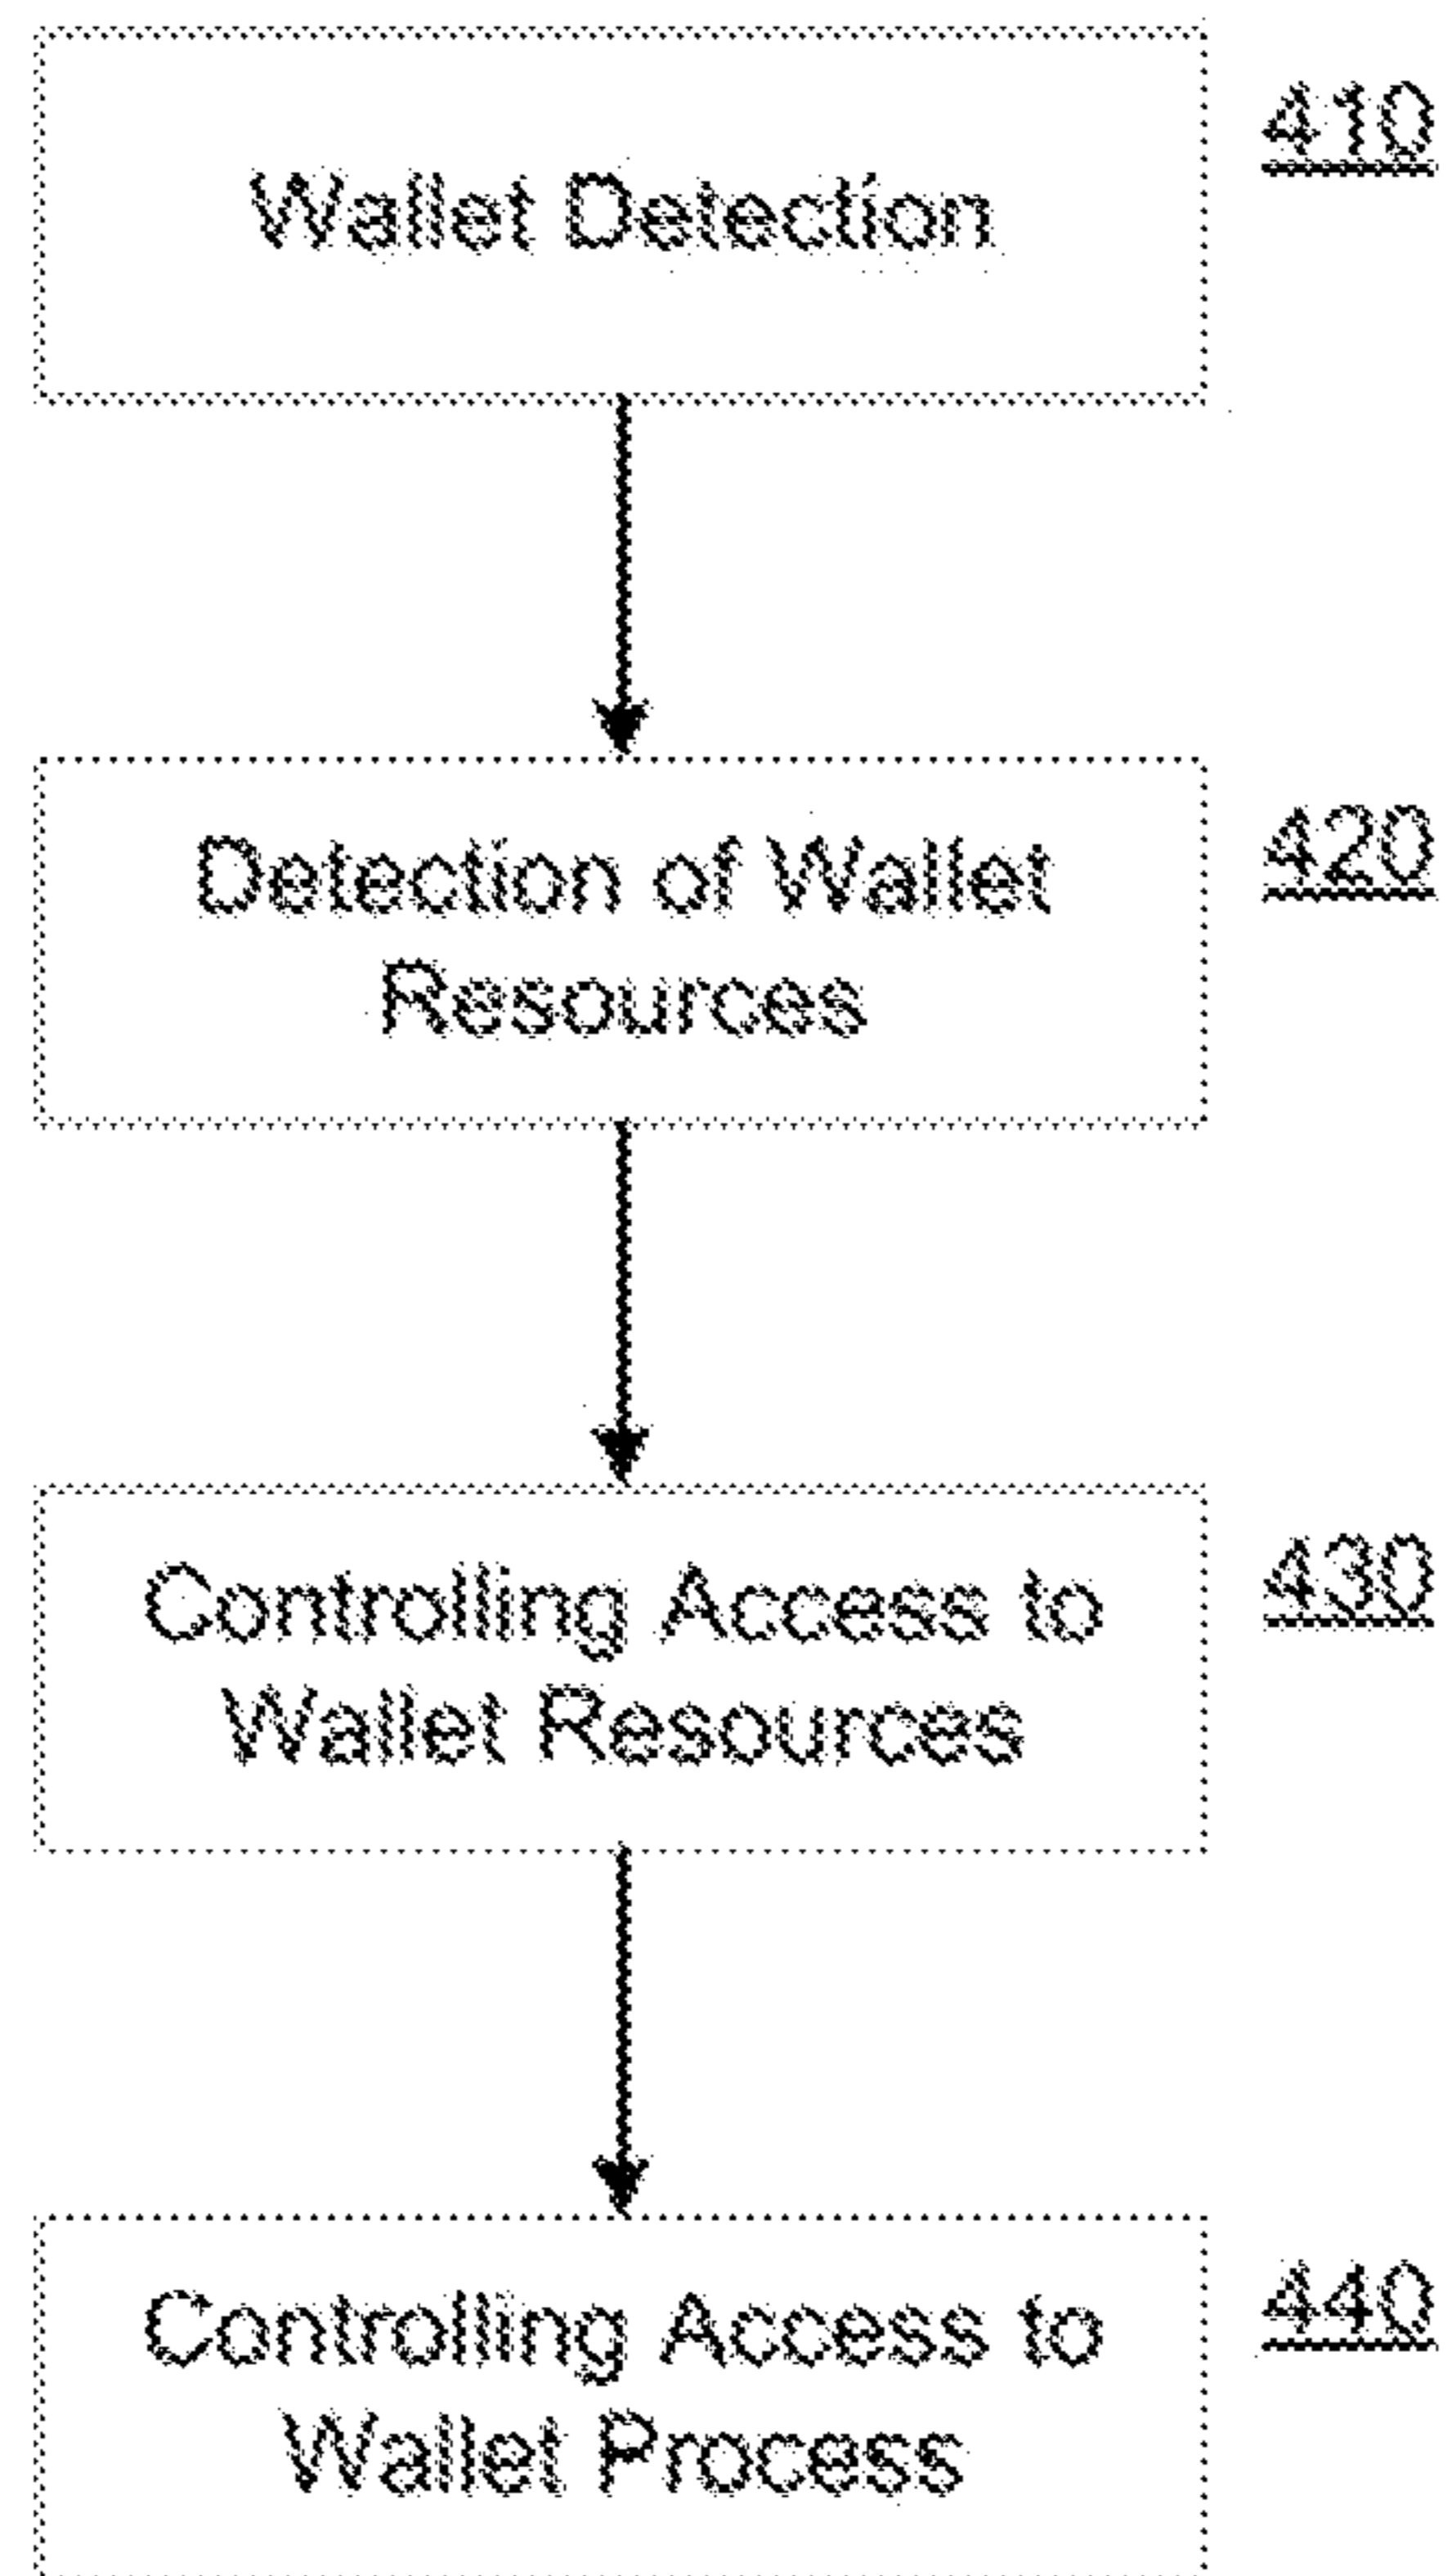 Wallet Detection
410
Detection of Wallet
Resources
420
Controlling Access to
Wallet Resources
430
Controlling Access to
Wallet Process
440